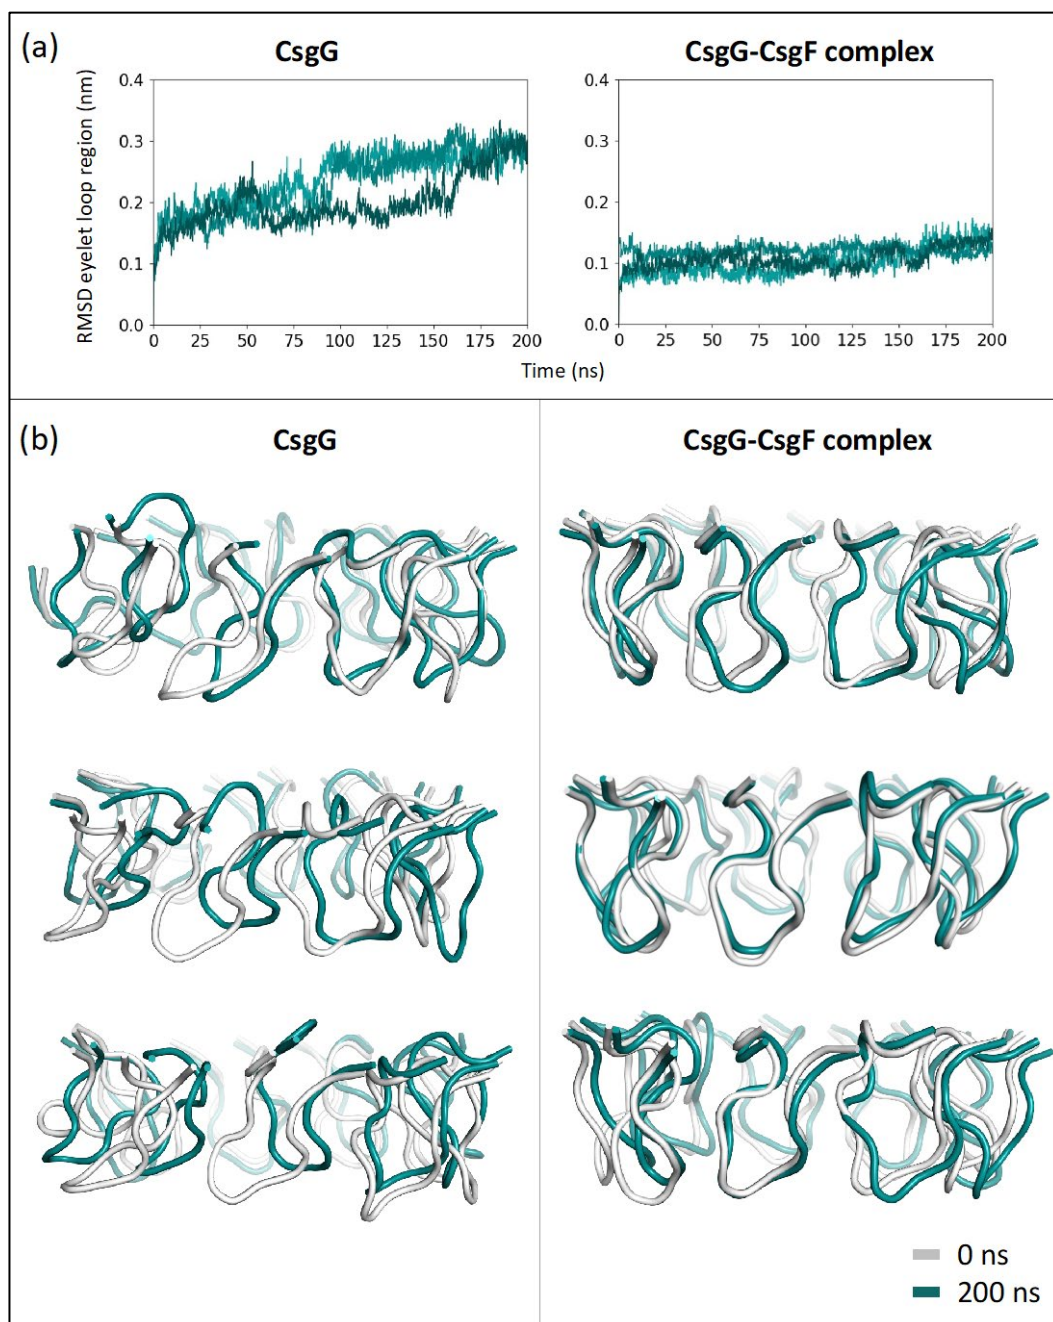 (a)
CsgG
CsgG-CsgF complex
RMSD eyelet loop region (nm)
0.4
0.3
0.2
0.1
0.0
0 25 50 75 100 125 150 175 200
0.4
0.3
0.2
0.1
0.0
0 25 50 75 100 125 150 175 200
Time (ns)
(b)
CsgG
CsgG-CsgF complex
0 ns
200 ns